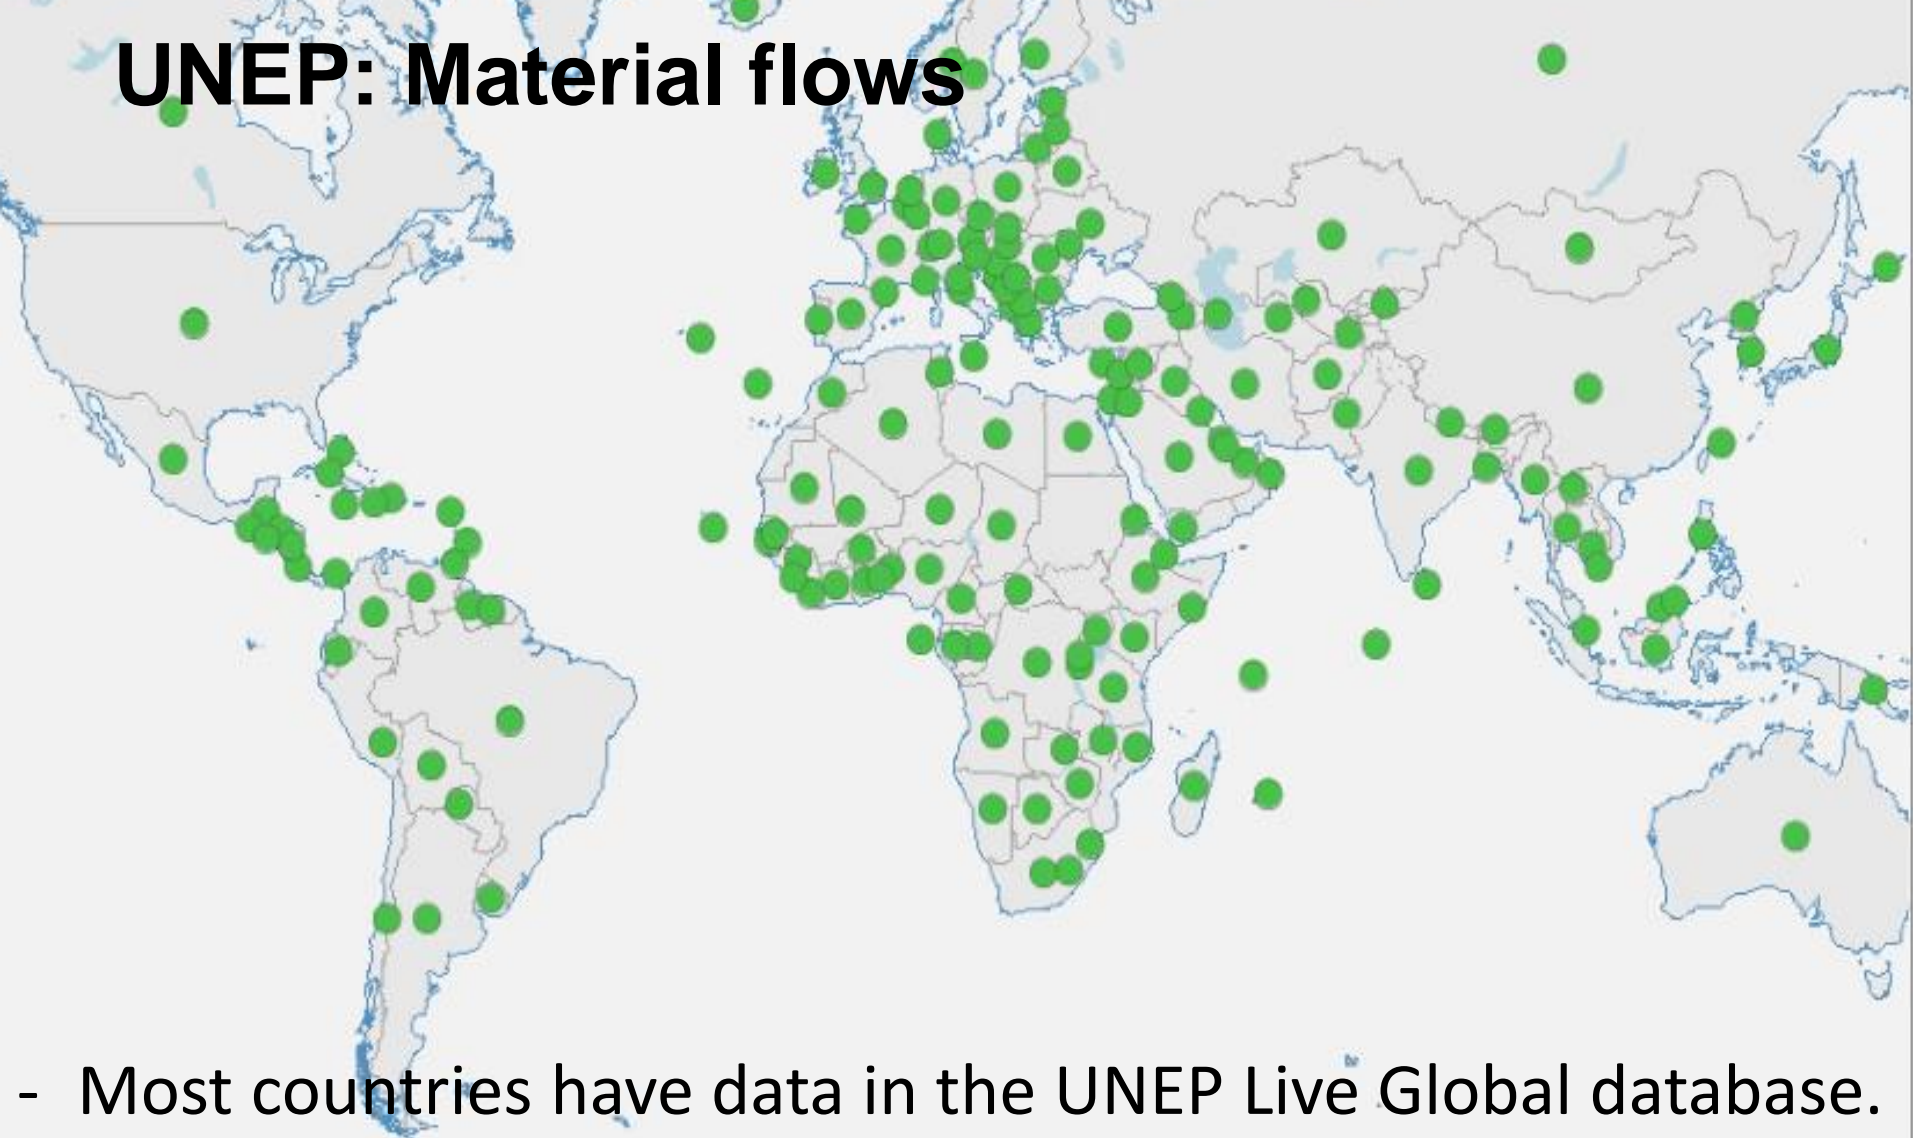 UNEP: Material flows
- Most countries have data in the UNEP Live Global database.